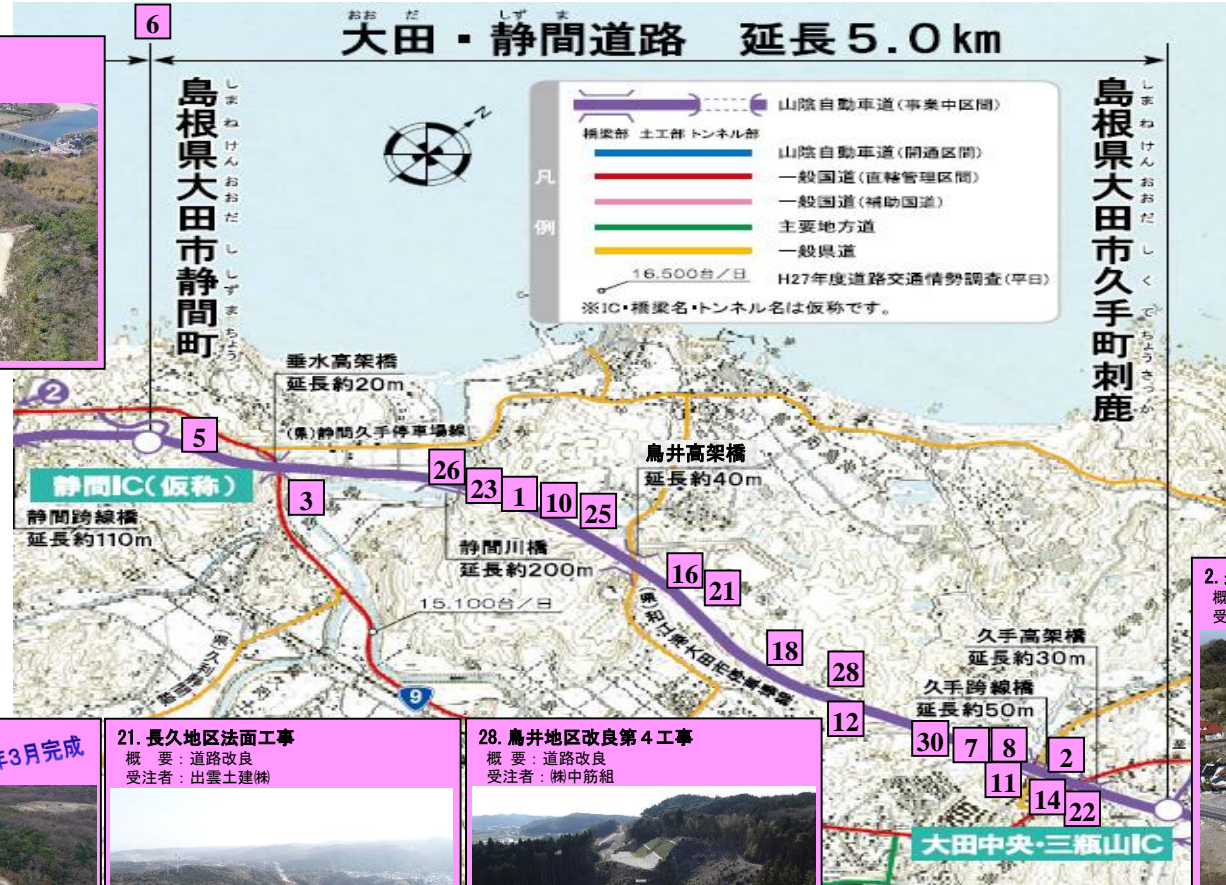 6
おお だ しず ま
大田・静間道路 延長5.0km
しまねけんおおだししずまちょう
島根県大田市静間町
しまねけんおおだしくてちょうさつか
島根県大田市久手町刺鹿
N
凡例
山陰自動車道(事業中区間)
橋梁部 土工部 トンネル部
山陰自動車道(開通区間)
一般国道(直轄管理区間)
一般国道(補助国道)
主要地方道
一般県道
16.500台/日
H27年度道路交通情勢調査(平日)
※IC・橋梁名・トンネル名は仮称です。
垂水高架橋
延長約20m
2
(県)静間久手停車場線
5
鳥井高架橋
延長約40m
静間IC(仮称)
3
26
23
1
10
25
静間跨線橋
延長約110m
静間川橋
延長約200m
16
21
15.100台/日
(県)久利静間線
18
28
12
久手高架橋
延長約30m
久手跨線橋
延長約50m
9
30
7
8
2
11
14
22
大田中央・三瓶山IC
2.
年3月完成
21. 長久地区法面工事
概 要:道路改良
受注者:出雲土建㈱
28. 鳥井地区改良第4工事
概 要:道路改良
受注者:㈱中筋組